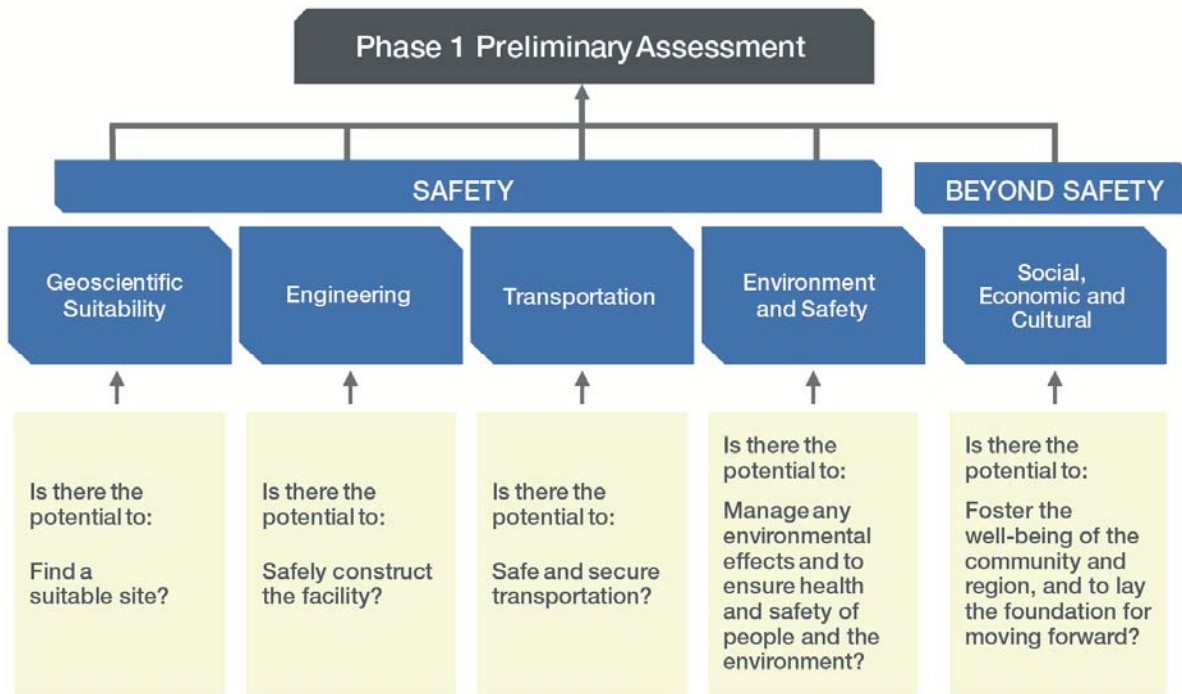 Phase 1 Preliminary Assessment
SAFETY
BEYOND SAFETY
Geoscientific
Suitability
Engineering
Transportation
Environment
and Safety
Social,
Economic and
Cultural
Is there the
potential to:
Find a
suitable site?
Is there the
potential to:
Safely construct
the facility?
Is there the
potential to:
Safe and secure
transportation?
Is there the
potential to:
Manage any
environmental
effects and to
ensure health
and safety of
people and the
environment?
Is there the
potential to:
Foster the
well-being of the
community and
region, and to lay
the foundation for
moving forward?